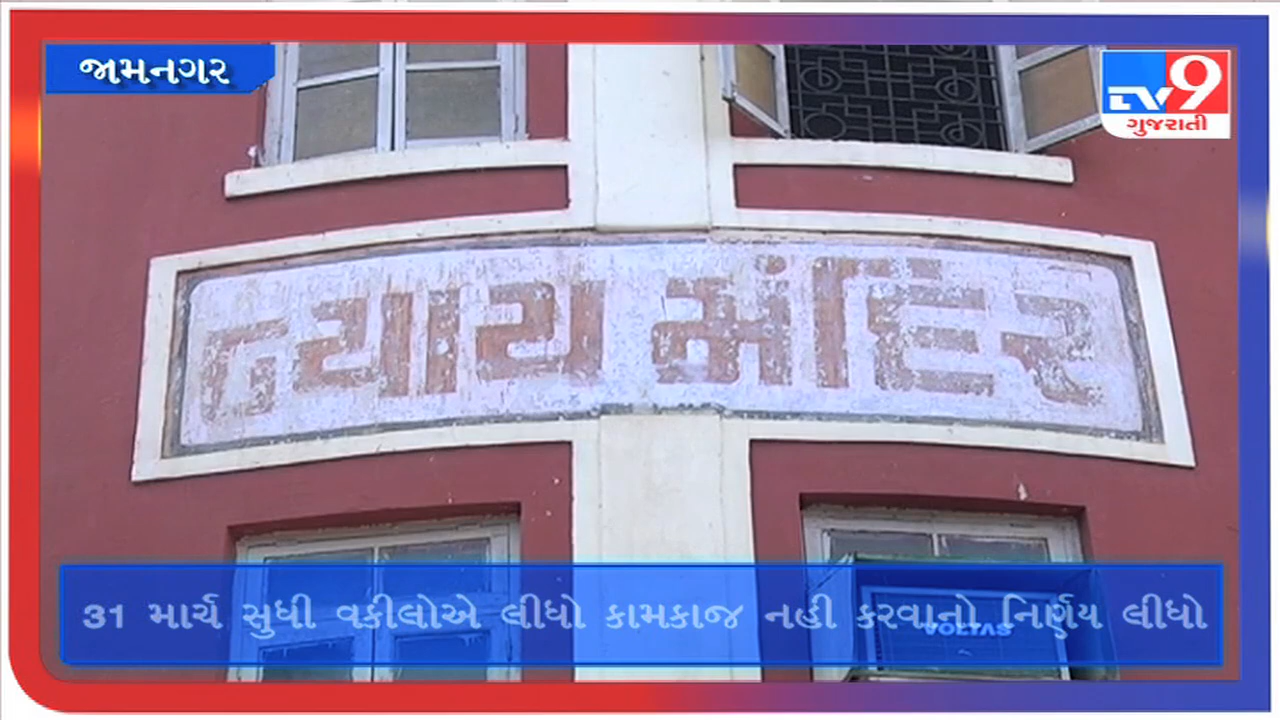 જામનગર
TV9
ગુજરાતી
ન્યાય મંદિર
31 માર્ચ સુધી વકીલોએ લીધો કામકાજ નહી કરવાનો નિર્ણય લીધો
VOLTAS